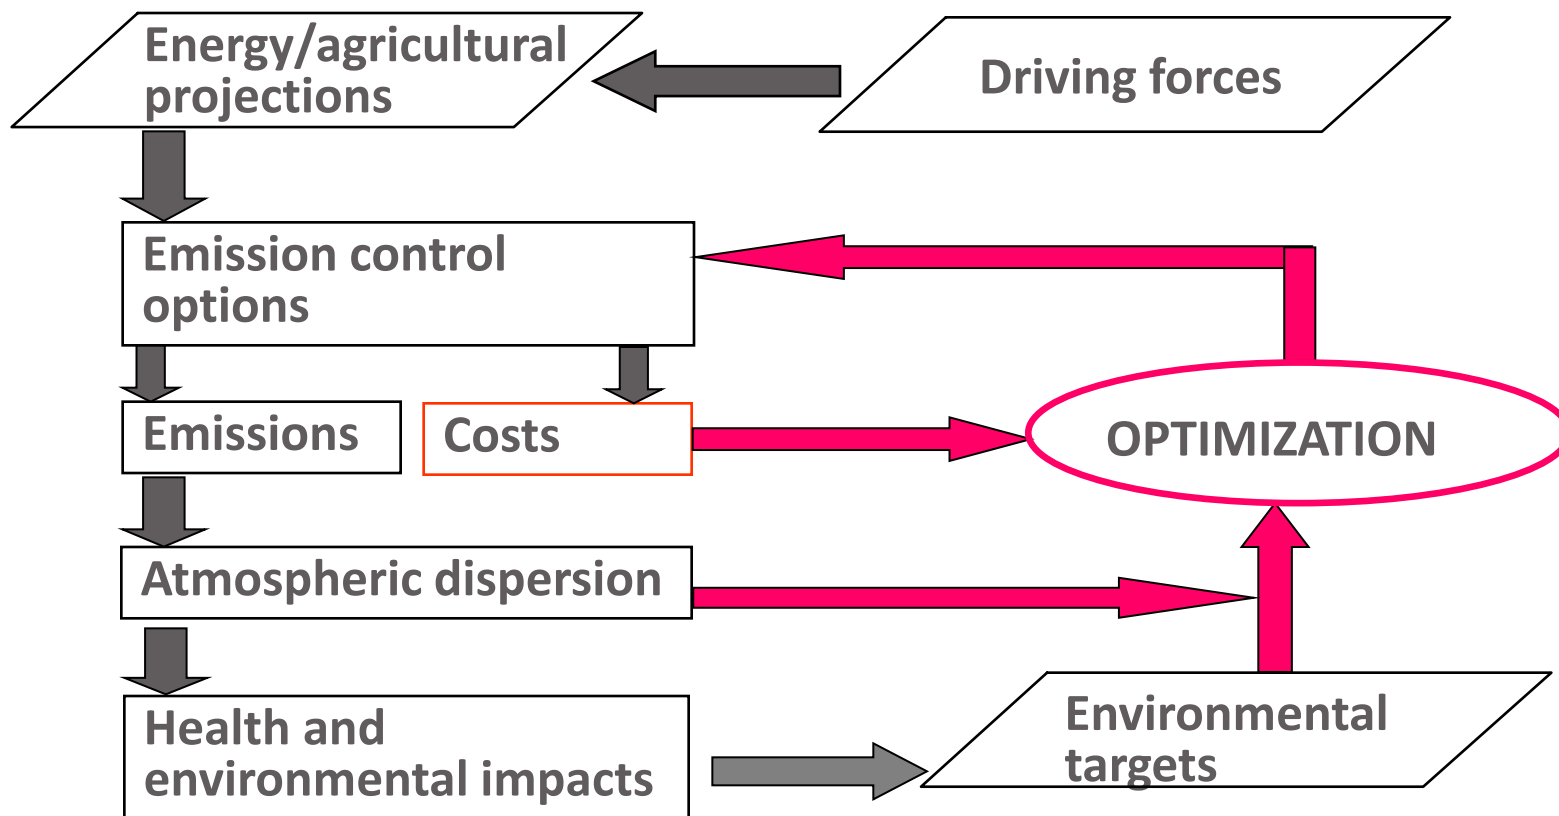 Energy/agricultural
projections
Driving forces
Emission control
options
Emissions
Costs
OPTIMIZATION
Atmospheric dispersion
Health and
environmental impacts
Environmental
targets